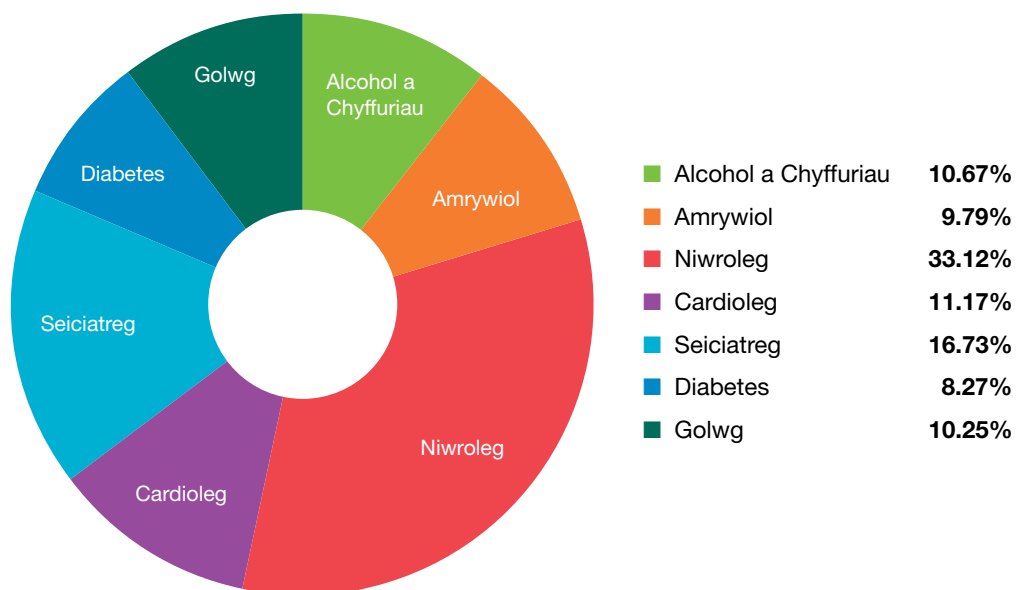 Golwg
Alcohol a
Chyffuriau
Diabetes
Amrywiol
Seiciatreg
Niwroleg
Cardioleg
Alcohol a Chyffuriau 10.67%
Amrywiol 9.79%
Niwroleg 33.12%
Cardioleg 11.17%
Seiciatreg 16.73%
Diabetes 8.27%
Golwg 10.25%